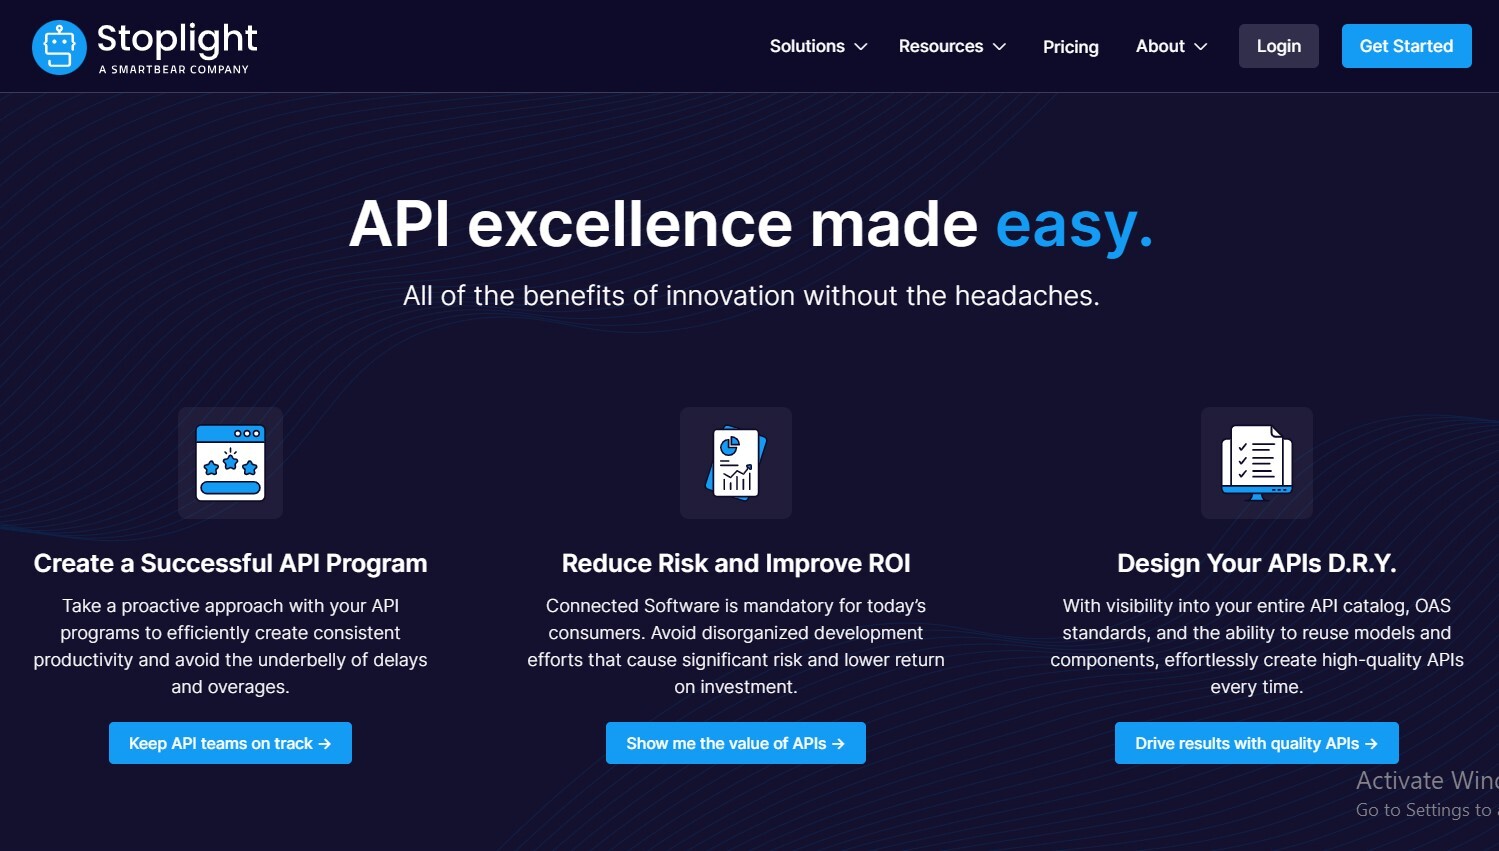 Stoplight
A SMARTBEAR COMPANY
Solutions
Resources
Pricing
About
Login
Get Started
API excellence made easy.
All of the benefits of innovation without the headaches.
Create a Successful API Program
Take a proactive approach with your API
programs to efficiently create consistent
productivity and avoid the underbelly of delays
and overages.
Keep API teams on track →
Reduce Risk and Improve ROI
Connected Software is mandatory for today’s
consumers. Avoid disorganized development
efforts that cause significant risk and lower return
on investment.
Show me the value of APIs →
Design Your APIs D.R.Y.
With visibility into your entire API catalog, OAS
standards, and the ability to reuse models and
components, effortlessly create high-quality APIs
every time.
Drive results with quality APIs →
Activate
Go to Settings to